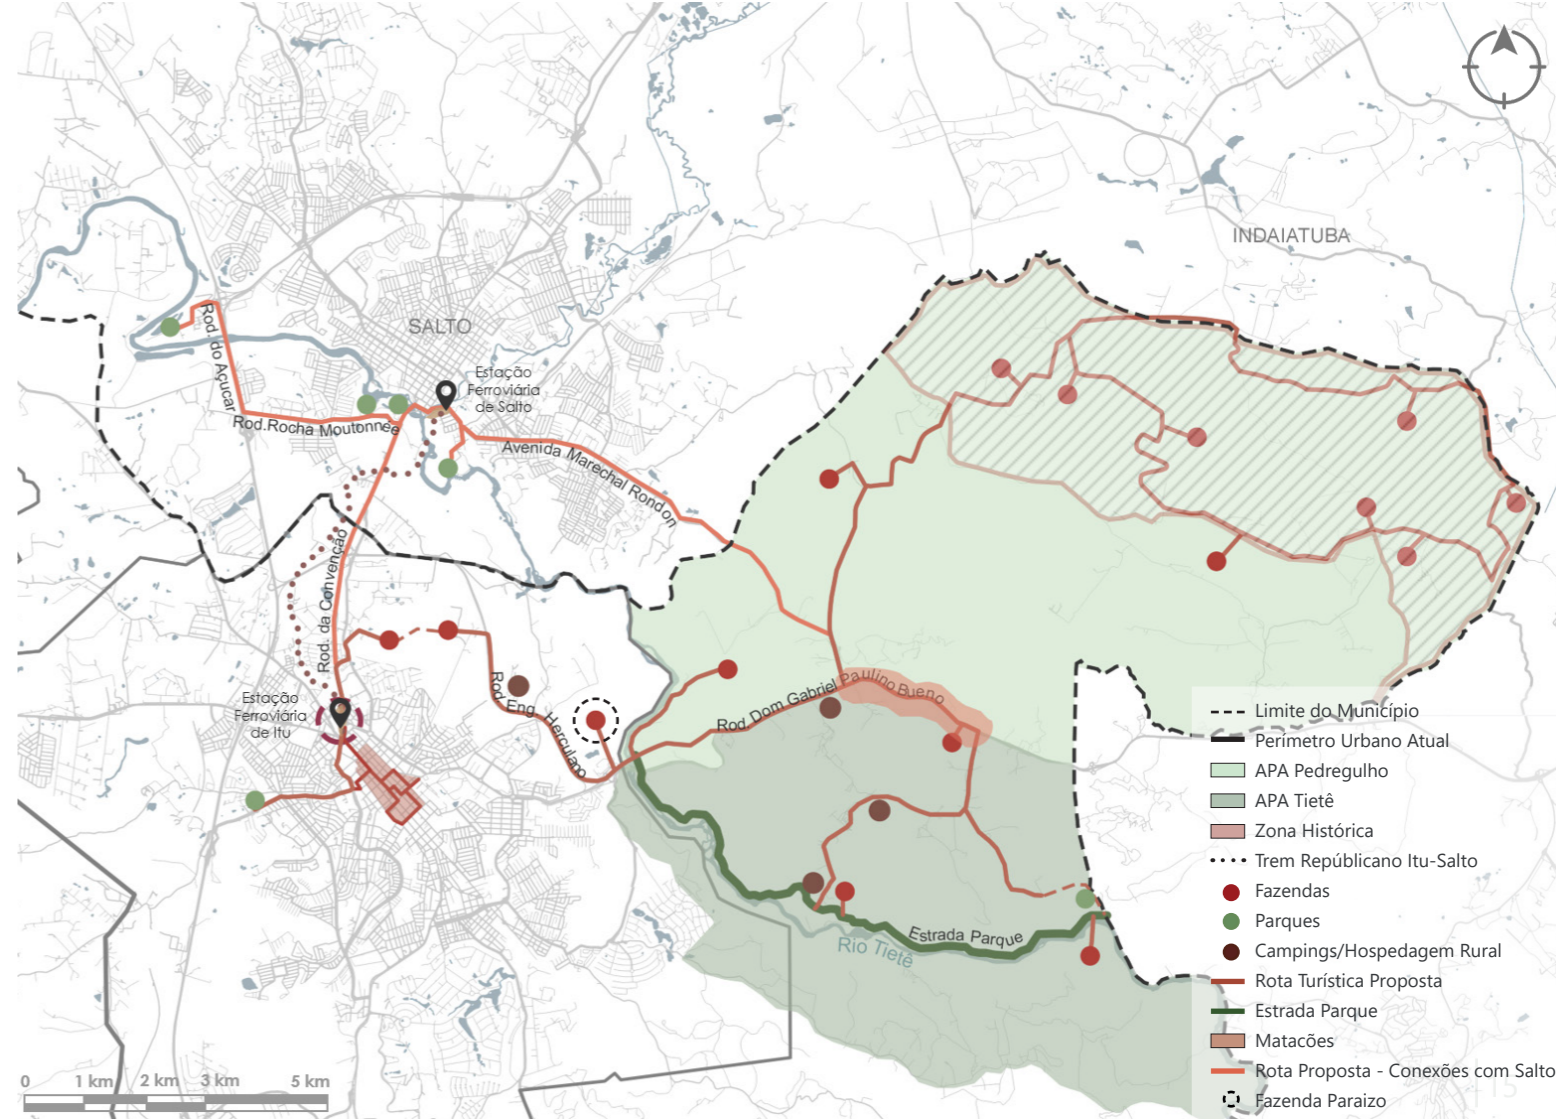 INDAIATUBA
SALTO
Estação
Ferroviária
de Salto
Rod. do Açucar
Rod.Rocha Moutonnée
Avenida Marechal Rondon
Rod. da Convenção
Estação
Ferroviária
de Itu
Rod. Eng. Herculano
Rod. Dom Gabriel Paulino Bueno
Estrada Parque
Rio Tietê
Limite do Município
Perimetro Urbano Atual
APA Pedregulho
APA Tietê
Zona Histórica
Trem Repúblicano Itu-Salto
Fazendas
Parques
Campings/Hospedagem Rural
Rota Turística Proposta
Estrada Parque
Matacões
Rota Proposta - Conexões com Salto
Fazenda Paraizo
0 1 km 2 km 3 km 5 km